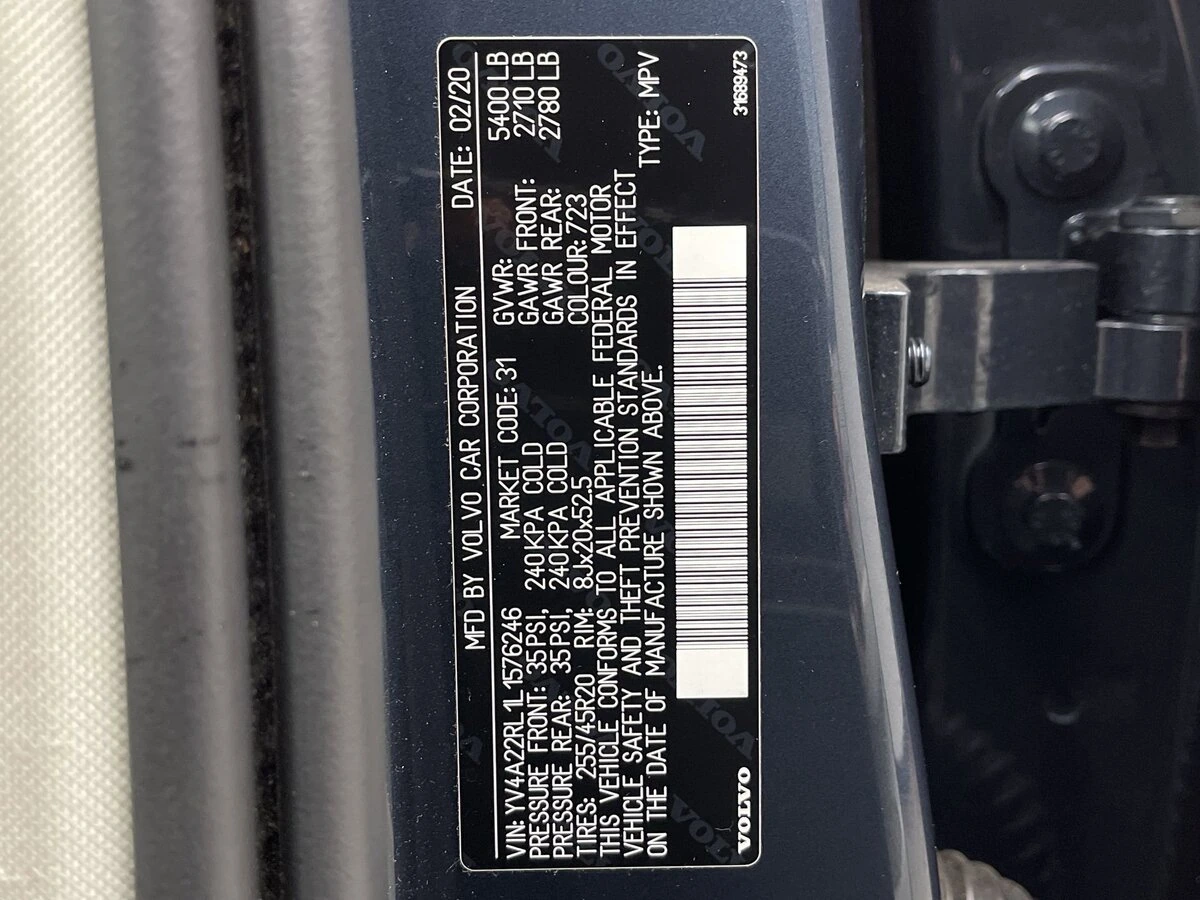 MFD BY VOLVO CAR CORPORATION DATE: 02/20
VIN: YV4A22RL1L1576246 MARKET CODE: 31 GVWR: 5400 LB
PRESSURE FRONT: 35PSI, 240KPA COLD GAWR FRONT: 2710 LB
PRESSURE REAR: 35PSI, 240KPA COLD GAWR REAR: 2780 LB
TIRES: 255/45R20 RIM: 8Jx20x52.5 COLOUR: 723
THIS VEHICLE CONFORMS TO ALL APPLICABLE FEDERAL MOTOR
VEHICLE SAFETY AND THEFT PREVENTION STANDARDS IN EFFECT
ON THE DATE OF MANUFACTURE SHOWN ABOVE. TYPE: MPV
VOLVO 31689473